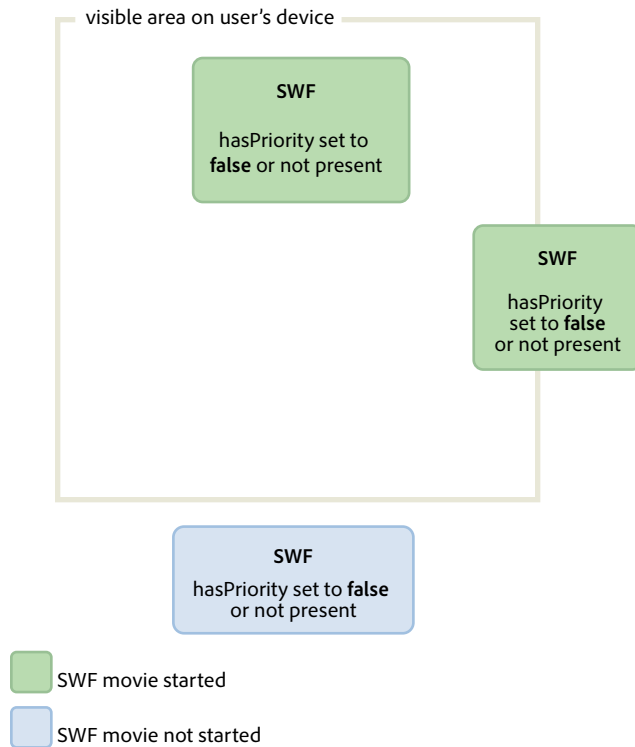 visible area on user’s device
SWF
hasPriority set to
false or not present
SWF
hasPriority
set to false
or not present
SWF
hasPriority set to false
or not present
SWF movie started
SWF movie not started